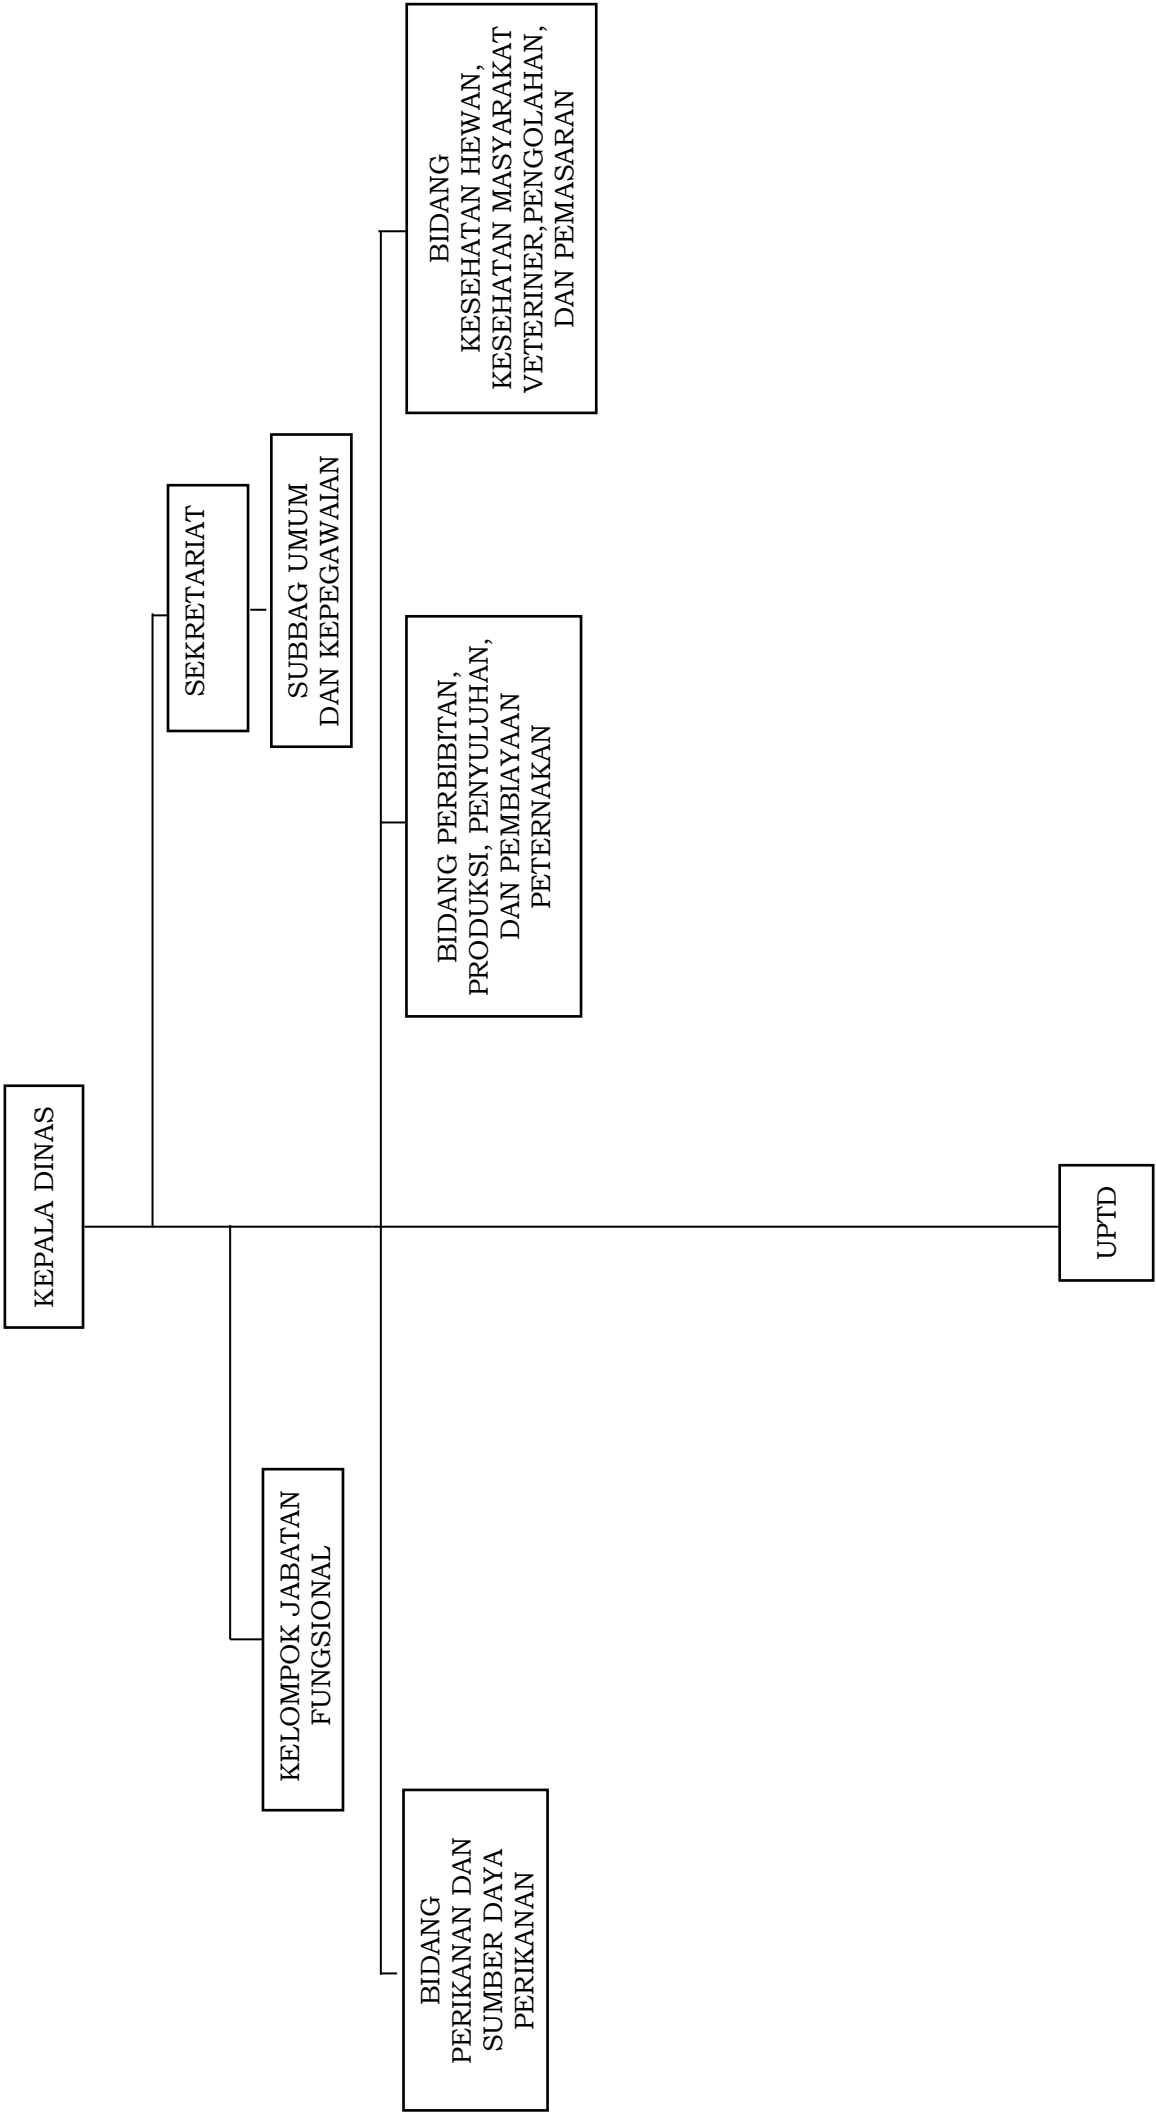 KEPALA DINAS
SEKRETARIAT
SUBBAG UMUM
DAN KEPEGAWAIAN
KELOMPOK JABATAN
FUNGSIONAL
BIDANG
PERIKANAN DAN
SUMBER DAYA
PERIKANAN
BIDANG PERBIBITAN,
PRODUKSI, PENYULUHAN,
DAN PEMBIAYAAN
PETERNAKAN
BIDANG
KESEHATAN HEWAN,
KESEHATAN MASYARAKAT
VETERINER,PENGOLAHAN,
DAN PEMASARAN
UPTD